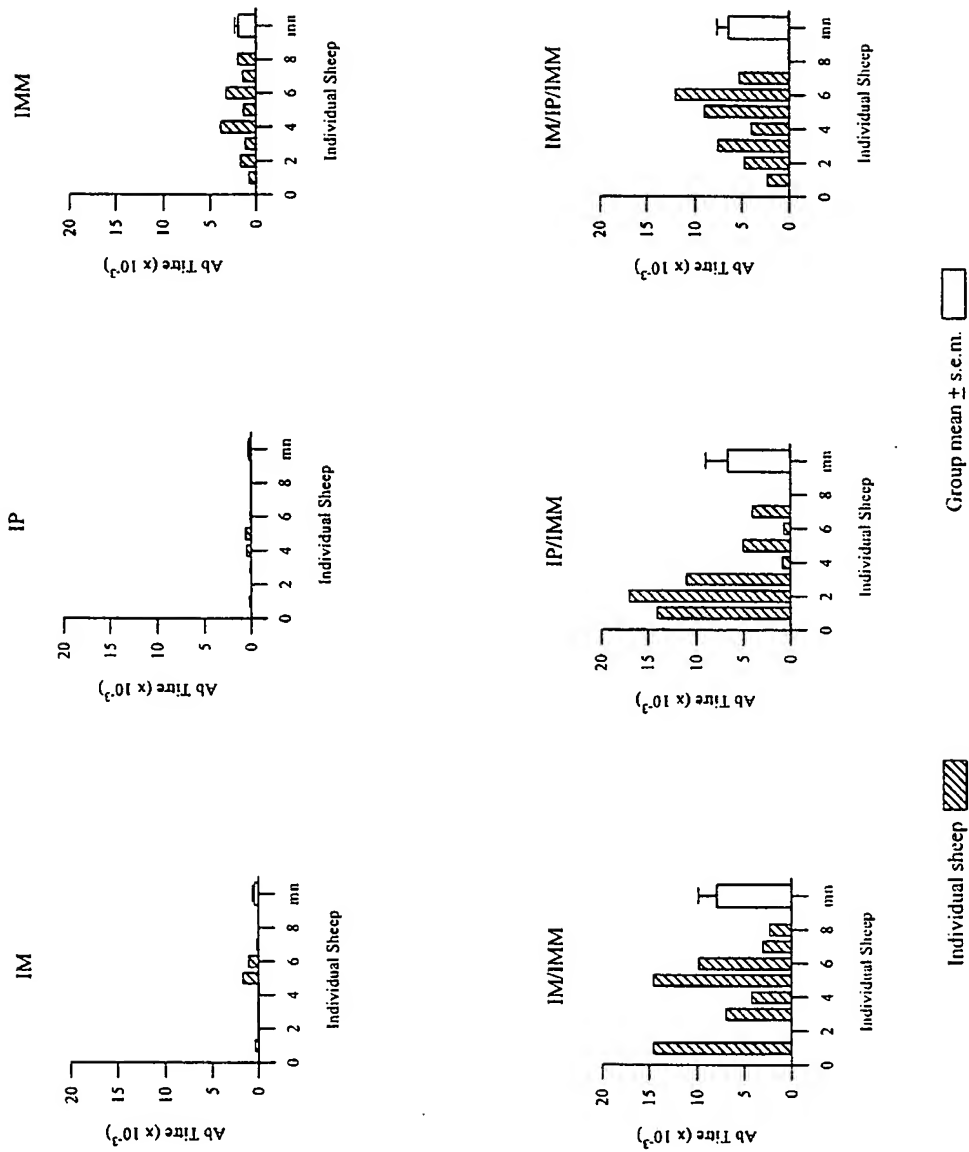 IM
20
15
10
5
0
Ab Titre (x 10-3)
0 2 4 6 8 mn
Individual Sheep
IP
20
15
10
5
0
Ab Titre (x 10-3)
0 2 4 6 8 mn
Individual Sheep
IMM
20
15
10
5
0
Ab Titre (x 10-3)
0 2 4 6 8 mn
Individual Sheep
IM/IMM
20
15
10
5
0
Ab Titre (x 10-3)
0 2 4 6 8 mn
Individual Sheep
IP/IMM
20
15
10
5
0
Ab Titre (x 10-3)
0 2 4 6 8 mn
Individual Sheep
IM/IP/IMM
20
15
10
5
0
Ab Titre (x 10-3)
0 2 4 6 8 mn
Individual Sheep
Individual sheep
Group mean ± s.e.m.